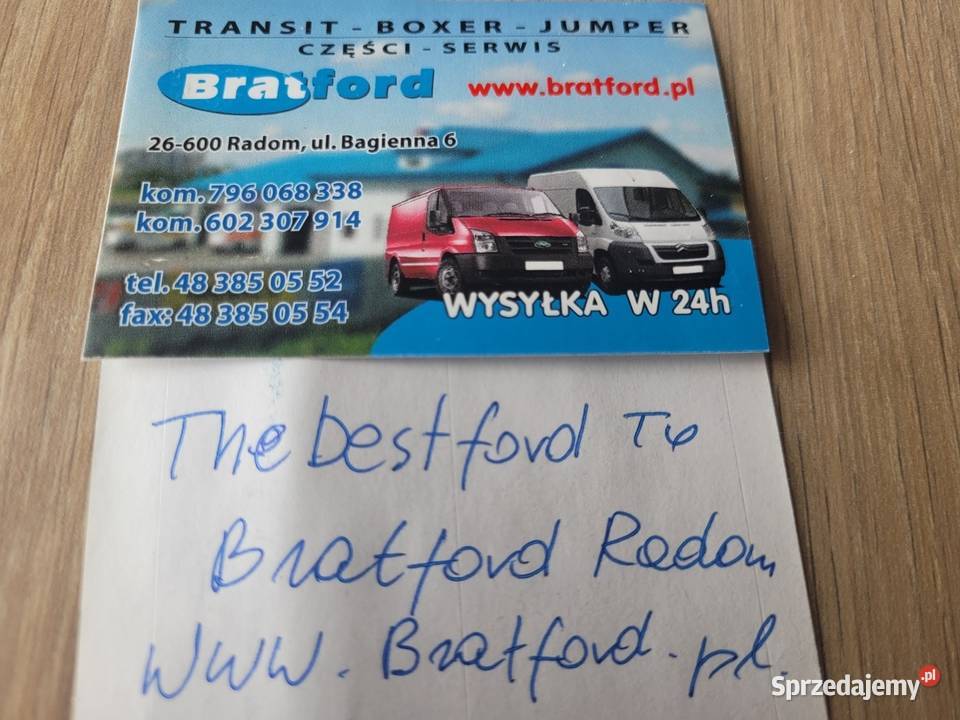 TRANSIT - BOXER - JUMPER
CZĘŚCI - SERWIS
Bratford www.bratford.pl
26-600 Radom, ul. Bagienna 6
kom. 796 068 338
kom. 602 307 914
tel. 48 385 05 52
fax: 48 385 05 54
WYSYŁKA W 24h
The bestford
Bratford Radom
www.Bratford.pl.
Sprzedajemy.pl